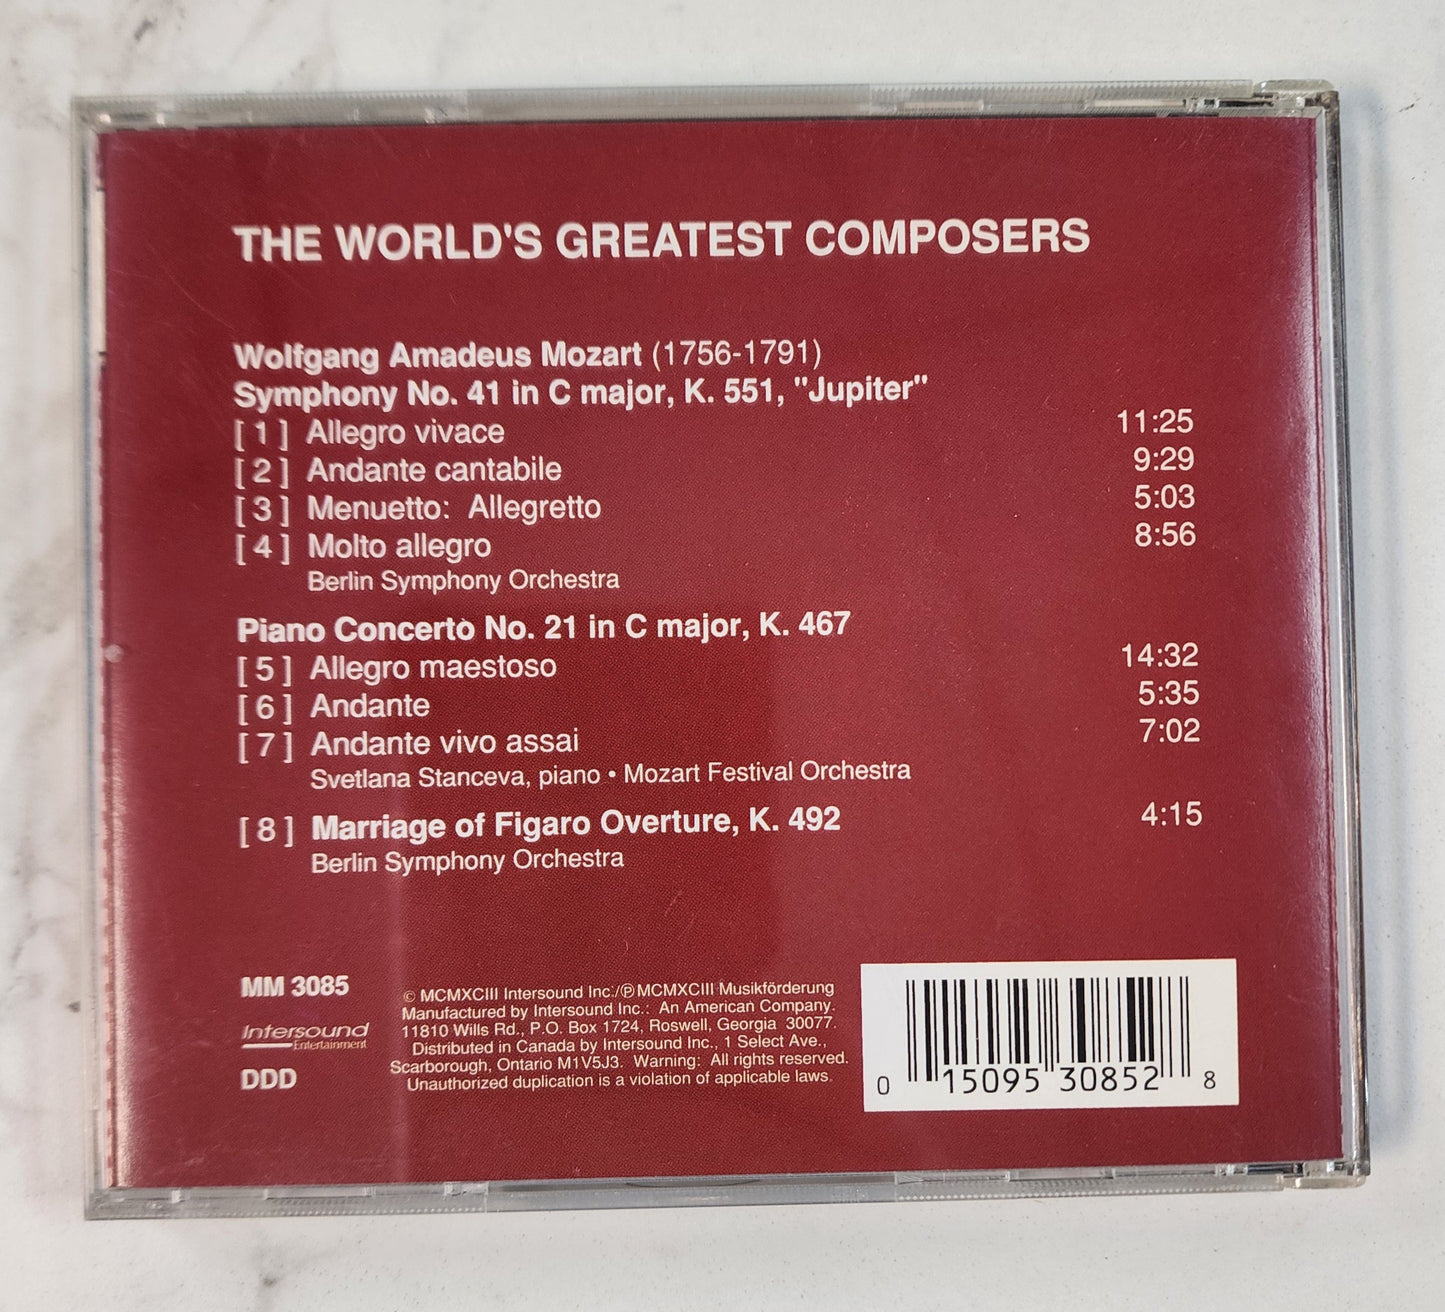 THE WORLD'S GREATEST COMPOSERS
Wolfgang Amadeus Mozart (1756-1791)
Symphony No. 41 in C major, K. 551, "Jupiter"
[ 1 ] Allegro vivace 11:25
[ 2 ] Andante cantabile 9:29
[ 3 ] Menuetto: Allegretto 5:03
[ 4 ] Molto allegro 8:56
Berlin Symphony Orchestra
Piano Concerto No. 21 in C major, K. 467
[ 5 ] Allegro maestoso 14:32
[ 6 ] Andante 5:35
[ 7 ] Andante vivo assai 7:02
Svetlana Stanceva, piano • Mozart Festival Orchestra
[ 8 ] Marriage of Figaro Overture, K. 492 4:15
Berlin Symphony Orchestra
MM 3085
Intersound
Entertainment
DDD
© MCMXCIII Intersound Inc./℗ MCMXCIII Musikförderung
Manufactured by Intersound Inc.: An American Company.
11810 Wills Rd., P.O. Box 1724, Roswell, Georgia 30077.
Distributed in Canada by Intersound Inc., 1 Select Ave.,
Scarborough, Ontario M1V5J3. Warning: All rights reserved.
Unauthorized duplication is a violation of applicable laws.
0 15095 30852 8